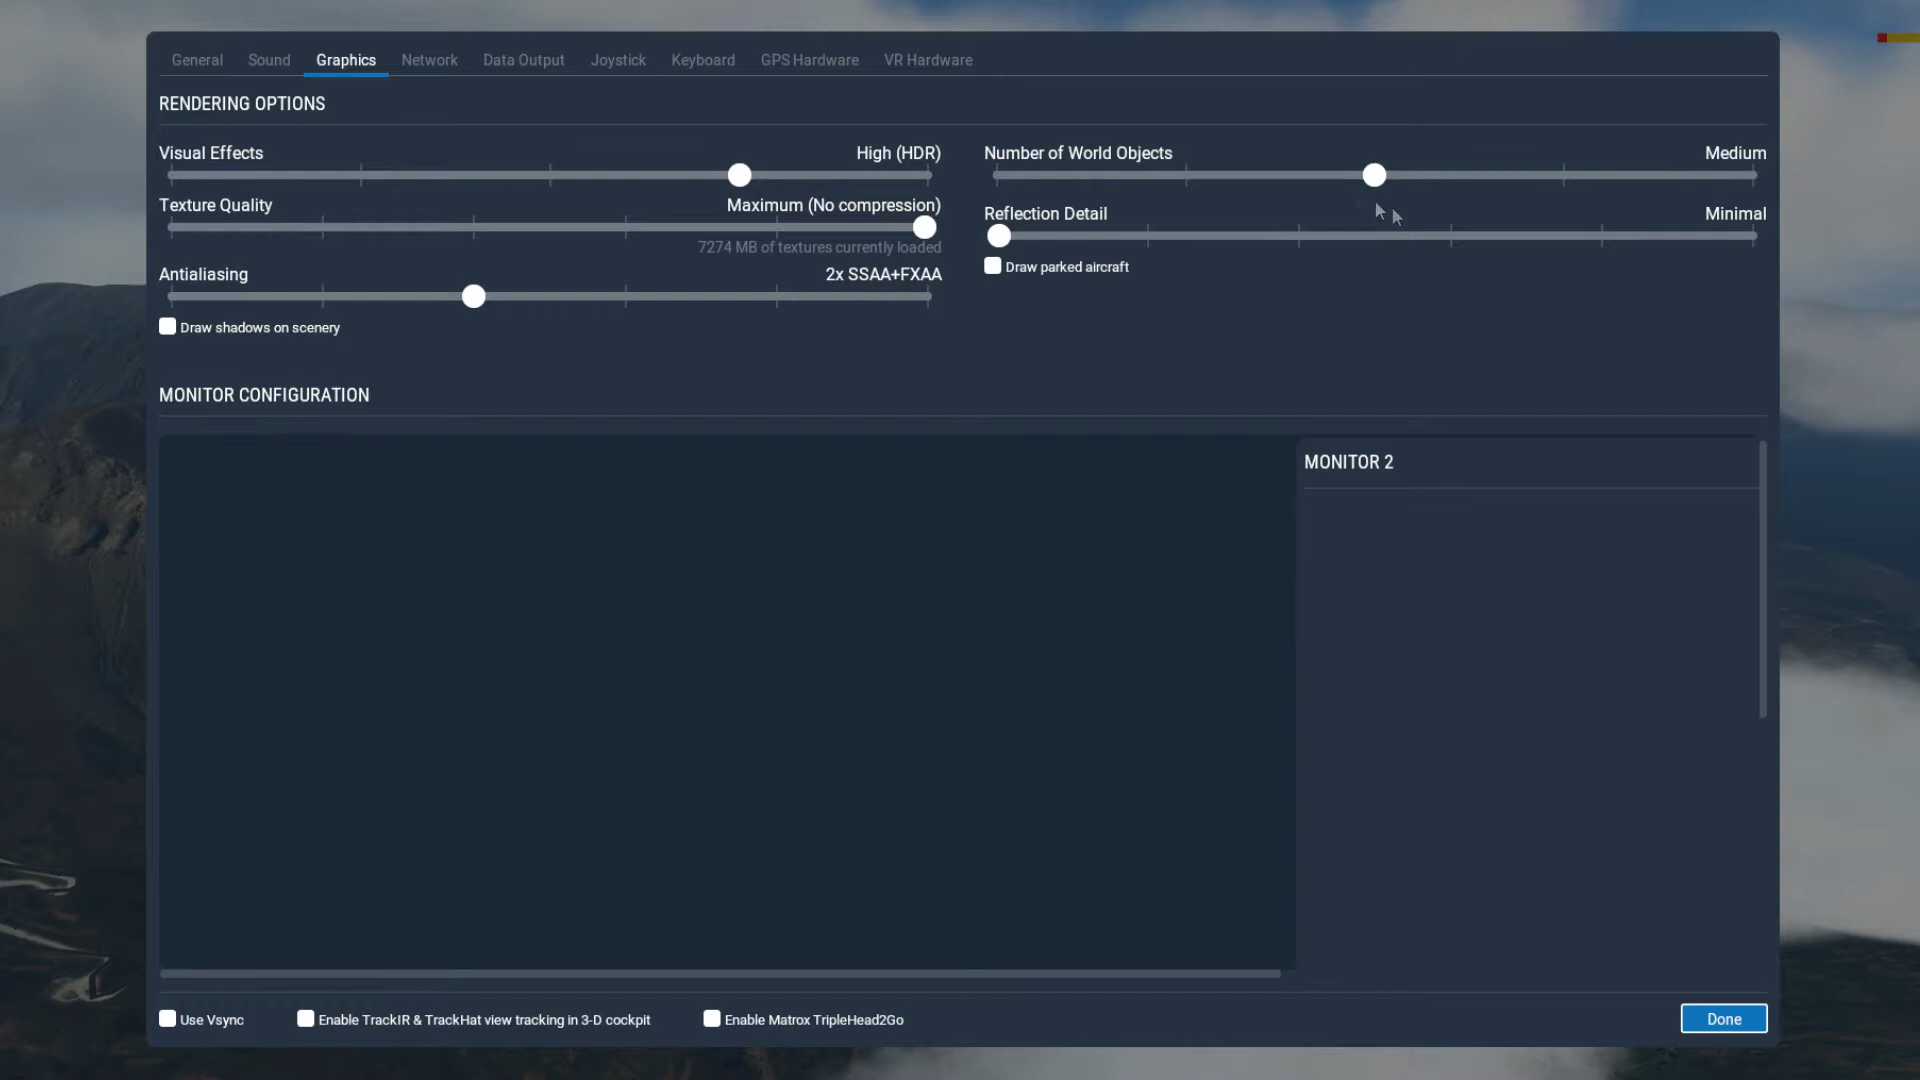 General Sound Graphics Network Data Output Joystick Keyboard GPS Hardware VR Hardware
RENDERING OPTIONS
Visual Effects High (HDR)
Texture Quality Maximum (No compression)
7274 MB of textures currently loaded
Antialiasing 2x SSAA+FXAA
Draw shadows on scenery
Number of World Objects Medium
Reflection Detail Minimal
Draw parked aircraft
MONITOR CONFIGURATION
MONITOR 2
Use Vsync Enable TrackIR & TrackHat view tracking in 3-D cockpit Enable Matrox TripleHead2Go
Done